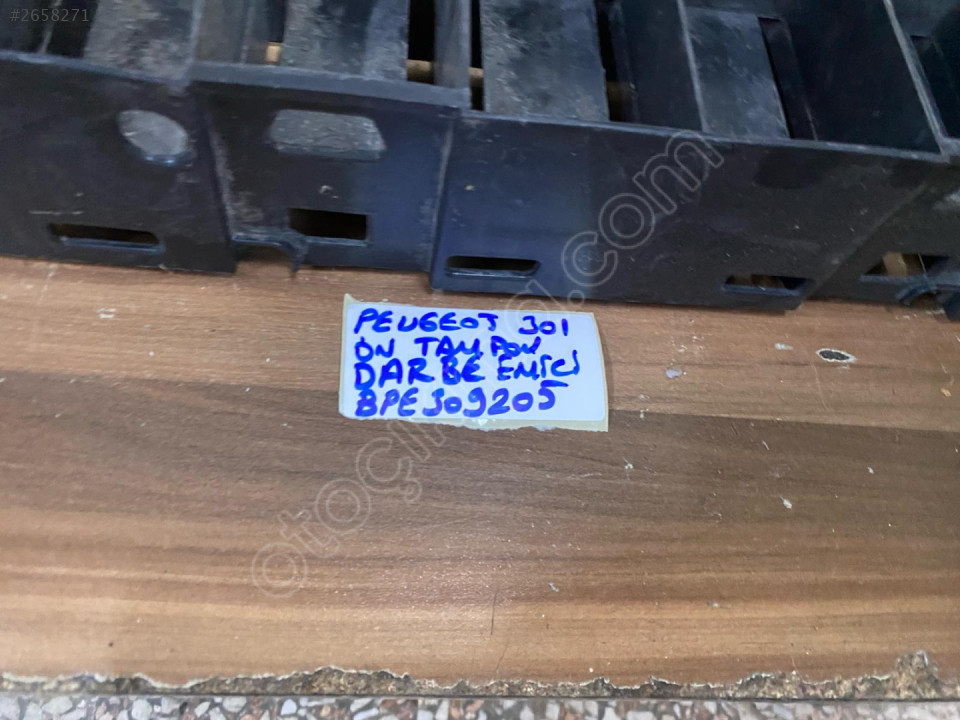 #2658271
PEUGEOT 301
ÖN TAMPON
DARBE EMİCİ
BPE309205
otoçıkma.com